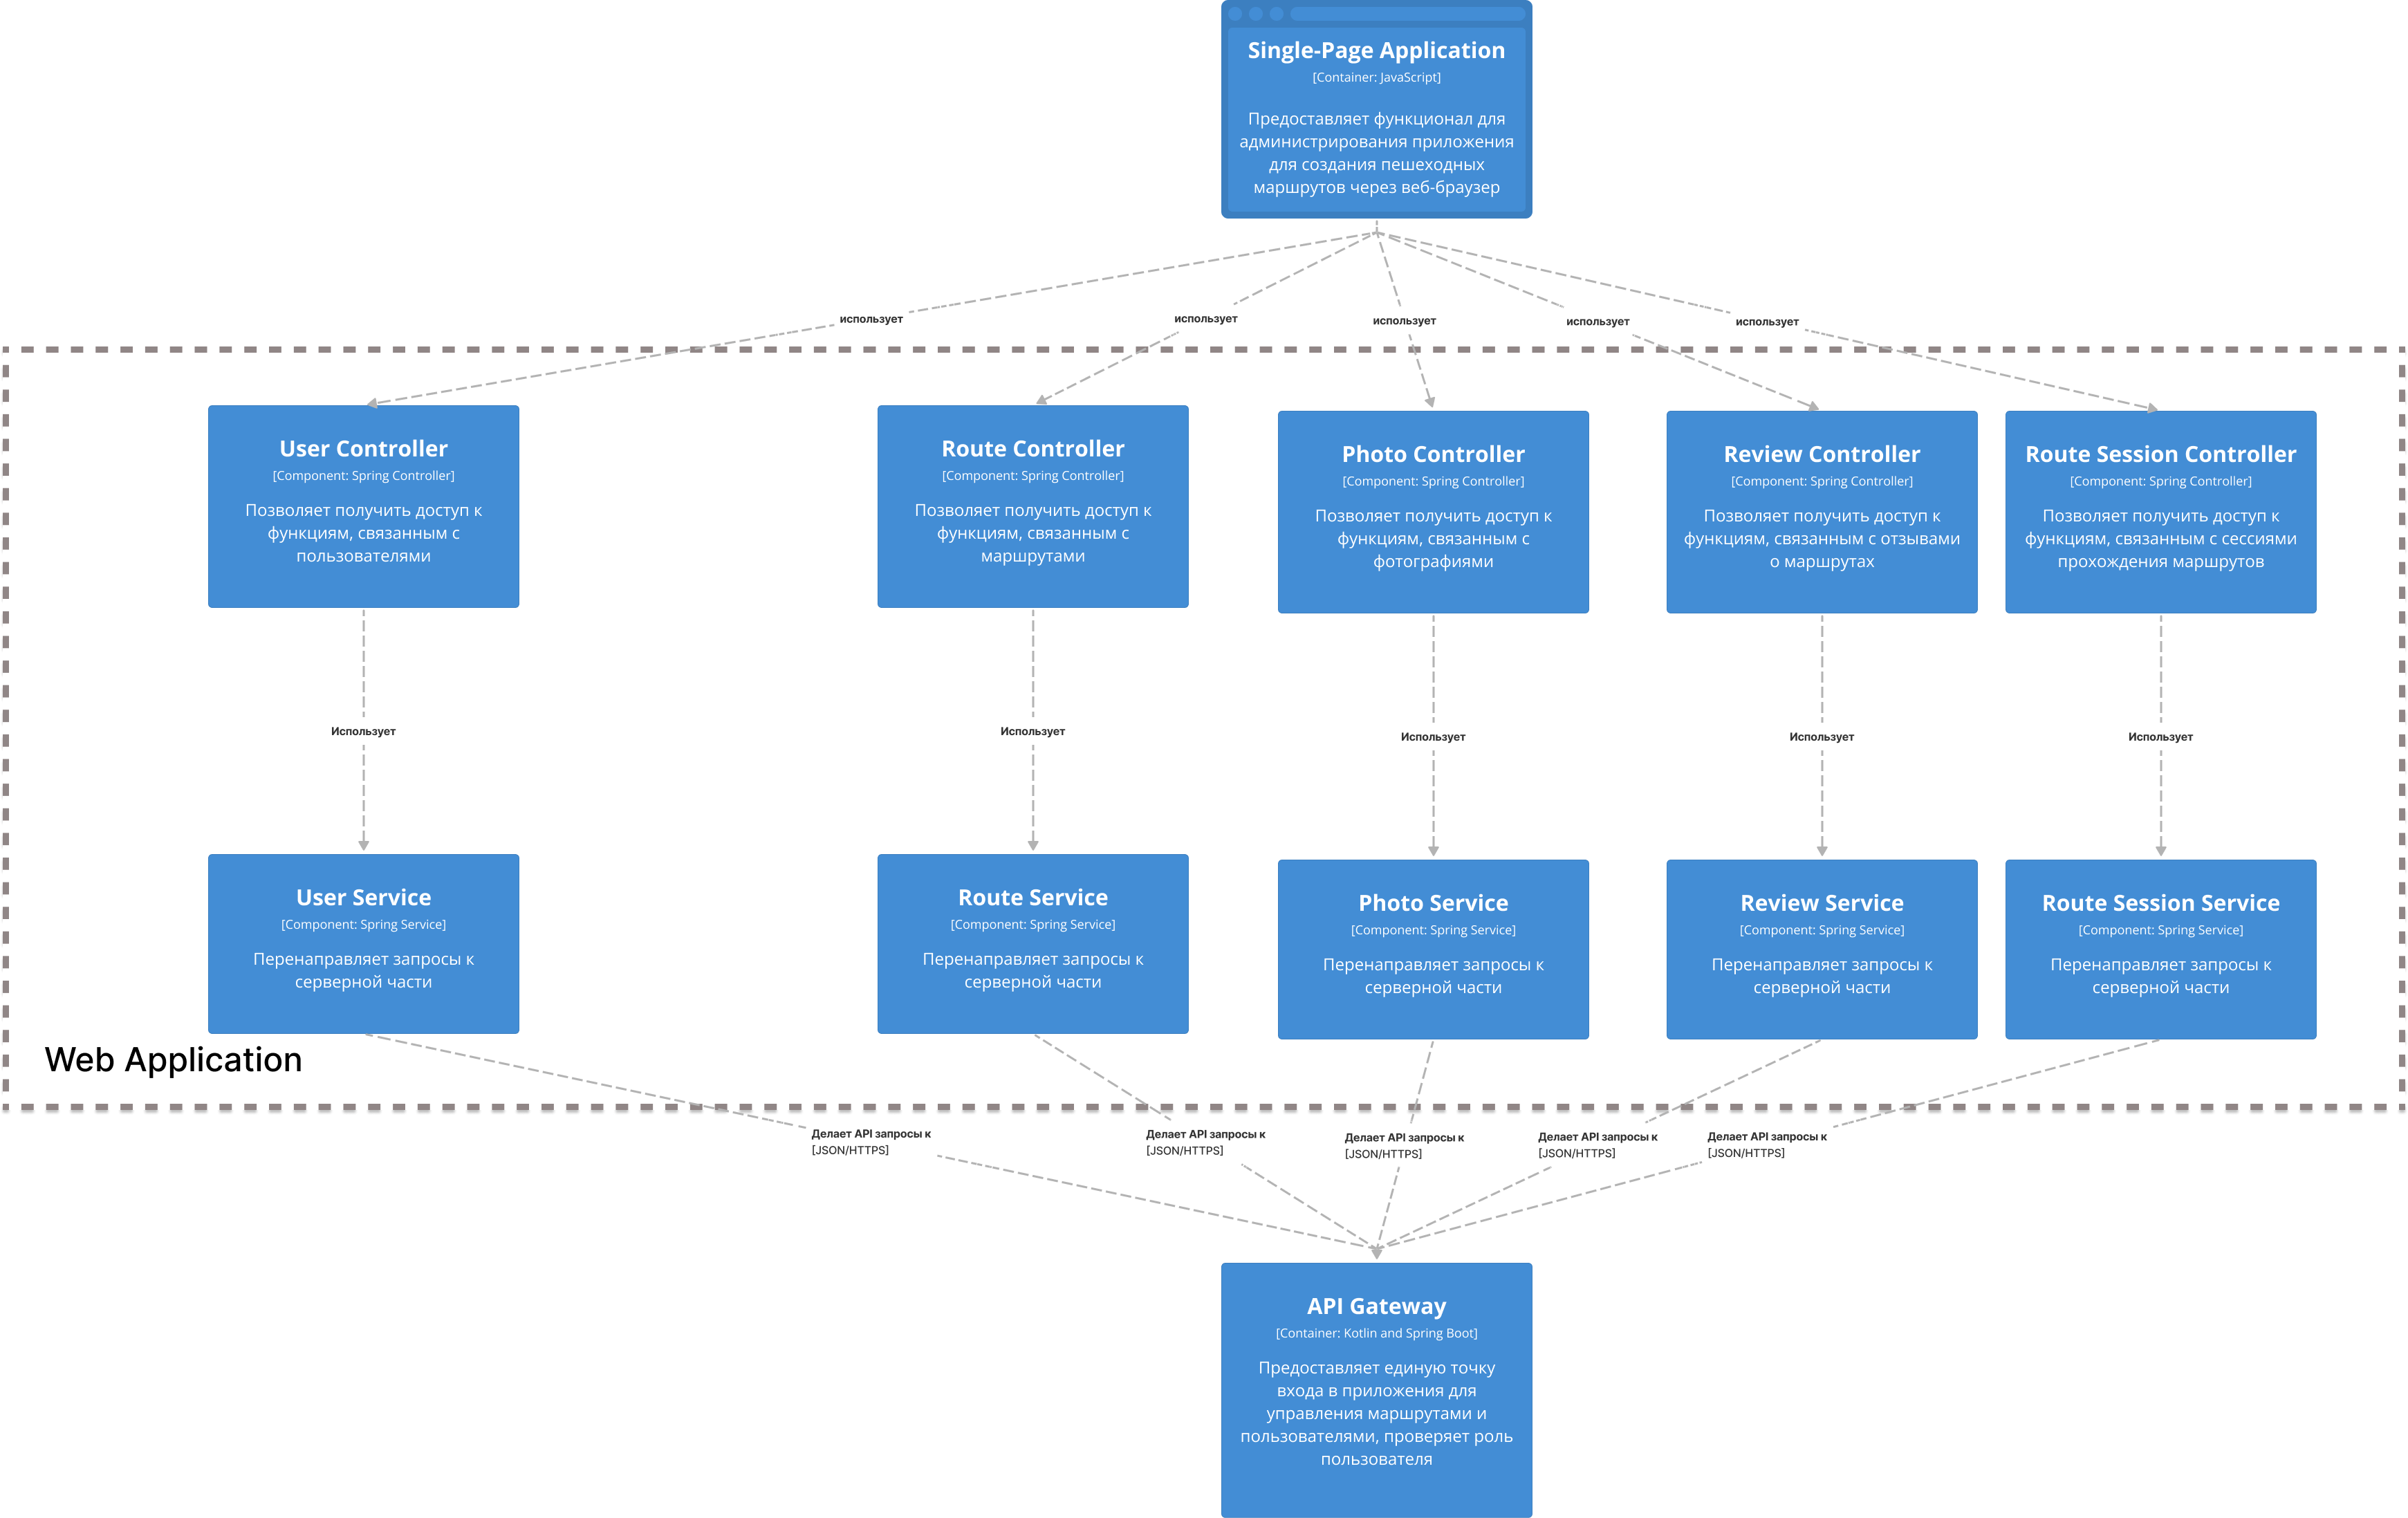 Single-Page Application
[Container: JavaScript]
Предоставляет функционал для
администрирования приложения
для создания пешеходных
маршрутов через веб-браузер
использует
использует
использует
использует
использует
User Controller
[Component: Spring Controller]
Позволяет получить доступ к
функциям, связанным с
пользователями
Route Controller
[Component: Spring Controller]
Позволяет получить доступ к
функциям, связанным с
маршрутами
Photo Controller
[Component: Spring Controller]
Позволяет получить доступ к
функциям, связанным с
фотографиями
Review Controller
[Component: Spring Controller]
Позволяет получить доступ к
функциям, связанным с отзывами
о маршрутах
Route Session Controller
[Component: Spring Controller]
Позволяет получить доступ к
функциям, связанным с сессиями
прохождения маршрутов
Использует
Использует
Использует
Использует
Использует
User Service
[Component: Spring Service]
Перенаправляет запросы к
серверной части
Route Service
[Component: Spring Service]
Перенаправляет запросы к
серверной части
Photo Service
[Component: Spring Service]
Перенаправляет запросы к
серверной части
Review Service
[Component: Spring Service]
Перенаправляет запросы к
серверной части
Route Session Service
[Component: Spring Service]
Перенаправляет запросы к
серверной части
Web Application
Делает API запросы к
[JSON/HTTPS]
Делает API запросы к
[JSON/HTTPS]
Делает API запросы к
[JSON/HTTPS]
Делает API запросы к
[JSON/HTTPS]
Делает API запросы к
[JSON/HTTPS]
API Gateway
[Container: Kotlin and Spring Boot]
Предоставляет единую точку
входа в приложения для
управления маршрутами и
пользователями, проверяет роль
пользователя